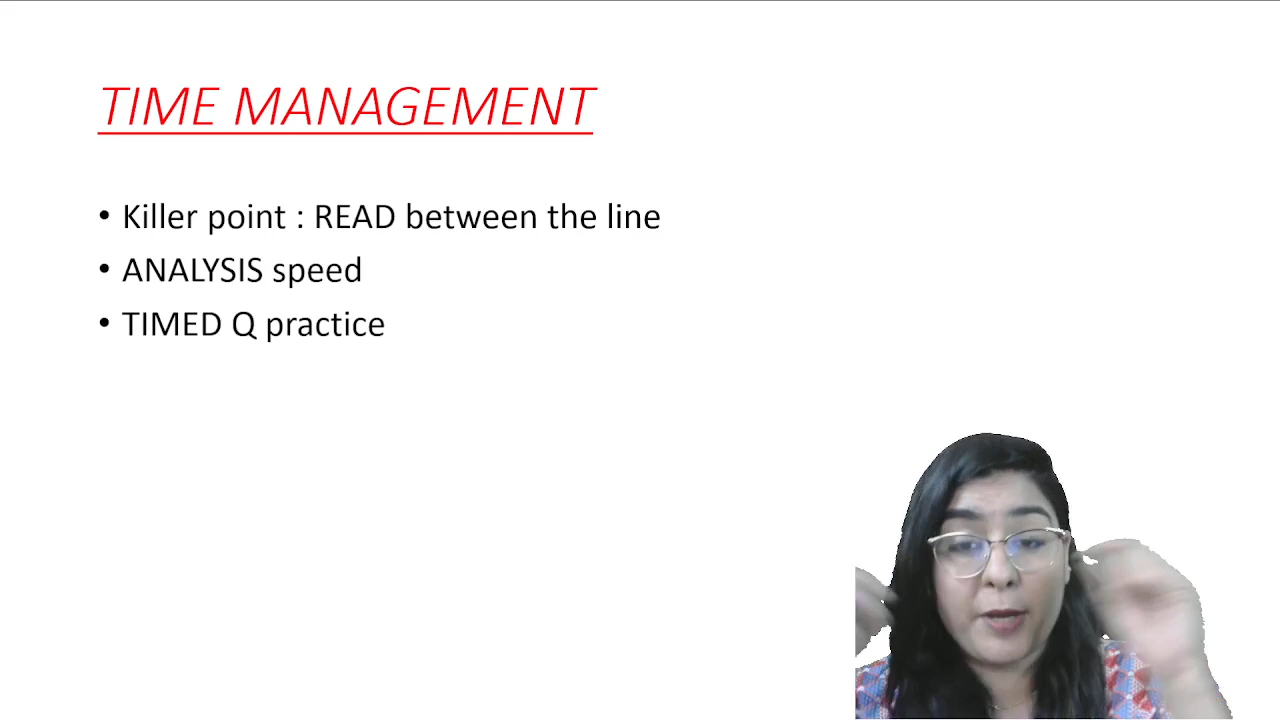 TIME MANAGEMENT
• Killer point : READ between the line
• ANALYSIS speed
• TIMED Q practice